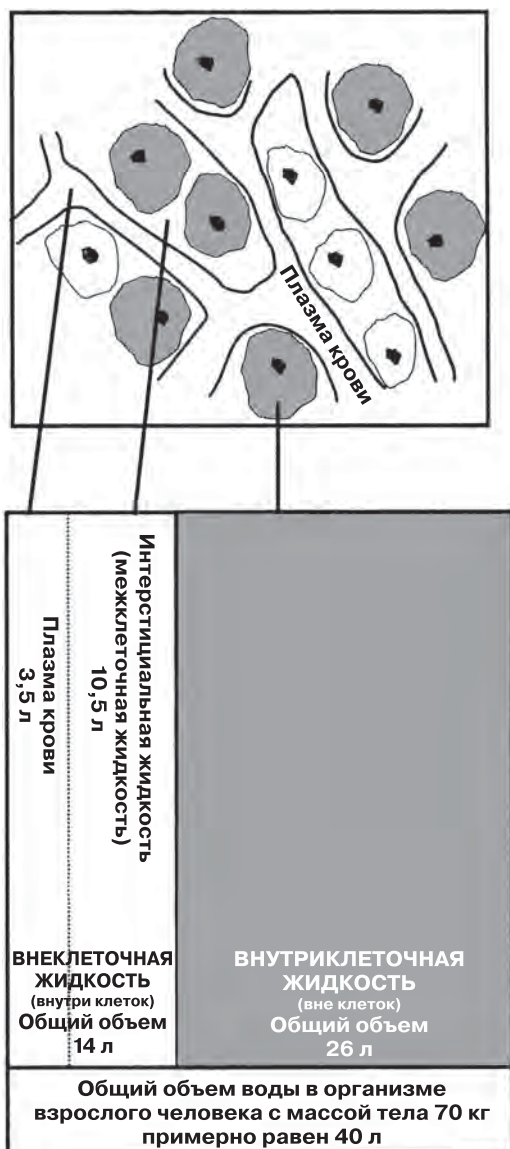 Плазма крови
Плазма крови
3,5 л
Интерстициальная жидкость
(межклеточная жидкость)
10,5 л
ВНЕКЛЕТОЧНАЯ
ЖИДКОСТЬ
(внутри клеток)
Общий объем
14 л
ВНУТРИКЛЕТОЧНАЯ
ЖИДКОСТЬ
(вне клеток)
Общий объем
26 л
Общий объем воды в организме
взрослого человека с массой тела 70 кг
примерно равен 40 л